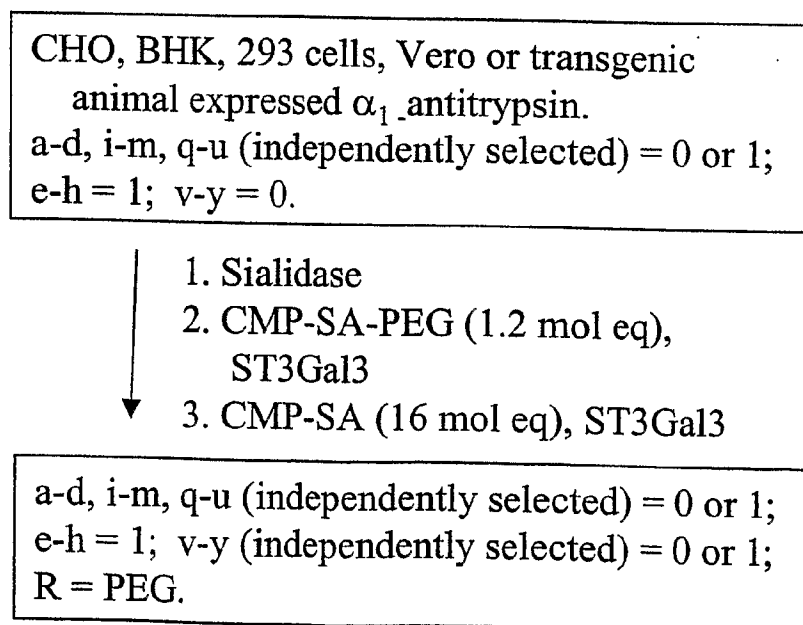 CHO, BHK, 293 cells, Vero or transgenic
animal expressed α₁ antitrypsin.
a-d, i-m, q-u (independently selected) = 0 or 1;
e-h = 1; v-y = 0.
1. Sialidase
2. CMP-SA-PEG (1.2 mol eq),
ST3Gal3
3. CMP-SA (16 mol eq), ST3Gal3
a-d, i-m, q-u (independently selected) = 0 or 1;
e-h = 1; v-y (independently selected) = 0 or 1;
R = PEG.